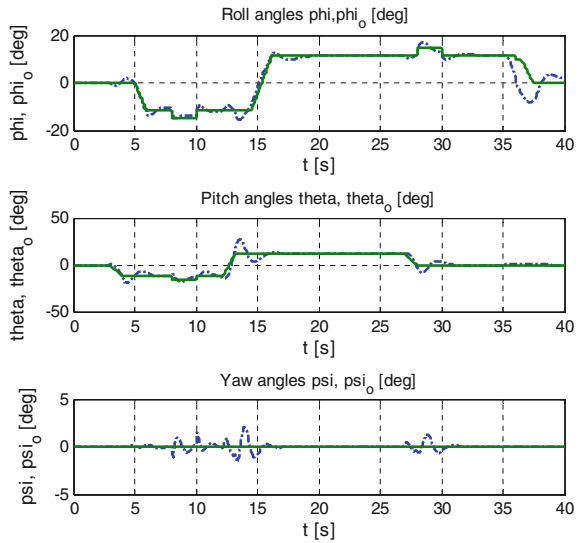 Roll angles phi,phi_o [deg]
phi, phi_o [deg]
20
0
-20
0 5 10 15 20 25 30 35 40
t [s]
Pitch angles theta, theta_o [deg]
theta, theta_o [deg]
50
0
-50
0 5 10 15 20 25 30 35 40
t [s]
Yaw angles psi, psi_o [deg]
psi, psi_o [deg]
5
0
-5
0 5 10 15 20 25 30 35 40
t [s]